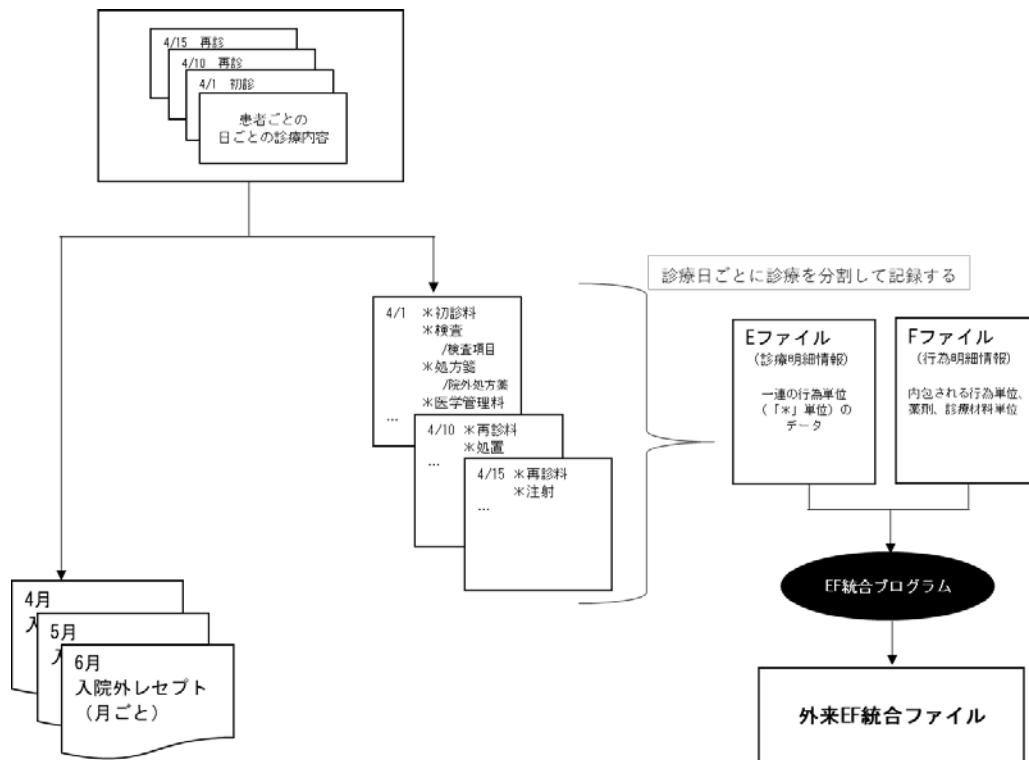 4/15 再診
4/10 再診
4/1 初診
患者ごとの
日ごとの診療内容
診療日ごとに診療を分割して記録する
4/1 ＊初診料
＊検査
/検査項目
＊処方箋
/院外処方薬
＊医学管理料
…
4/10 ＊再診料
＊処置
…
4/15 ＊再診料
＊注射
…
Eファイル
(診療明細情報)
一連の行為単位
(「＊」単位)の
データ
Fファイル
(行為明細情報)
内包される行為単位、
薬剤、診療材料単位
EF統合プログラム
外来EF統合ファイル
4月
入
5月
入
6月
入院外レセプト
（月ごと）